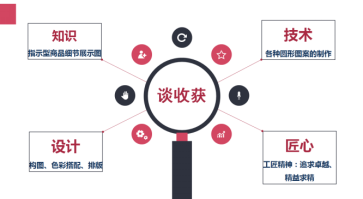 知识
指示型商品细节展示图
技术
各种图形图案的制作
谈收获
设计
构图、色彩搭配、排版
匠心
工匠精神：追求卓越、
精益求精